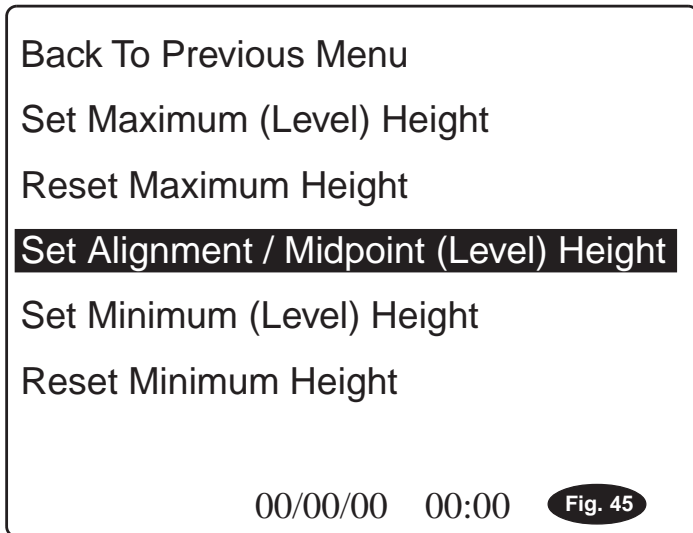 Back To Previous Menu
Set Maximum (Level) Height
Reset Maximum Height
Set Alignment / Midpoint (Level) Height
Set Minimum (Level) Height
Reset Minimum Height
00/00/00 00:00 Fig. 45